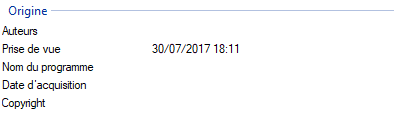 Origine
Auteurs
Prise de vue 30/07/2017 18:11
Nom du programme
Date d'acquisition
Copyright